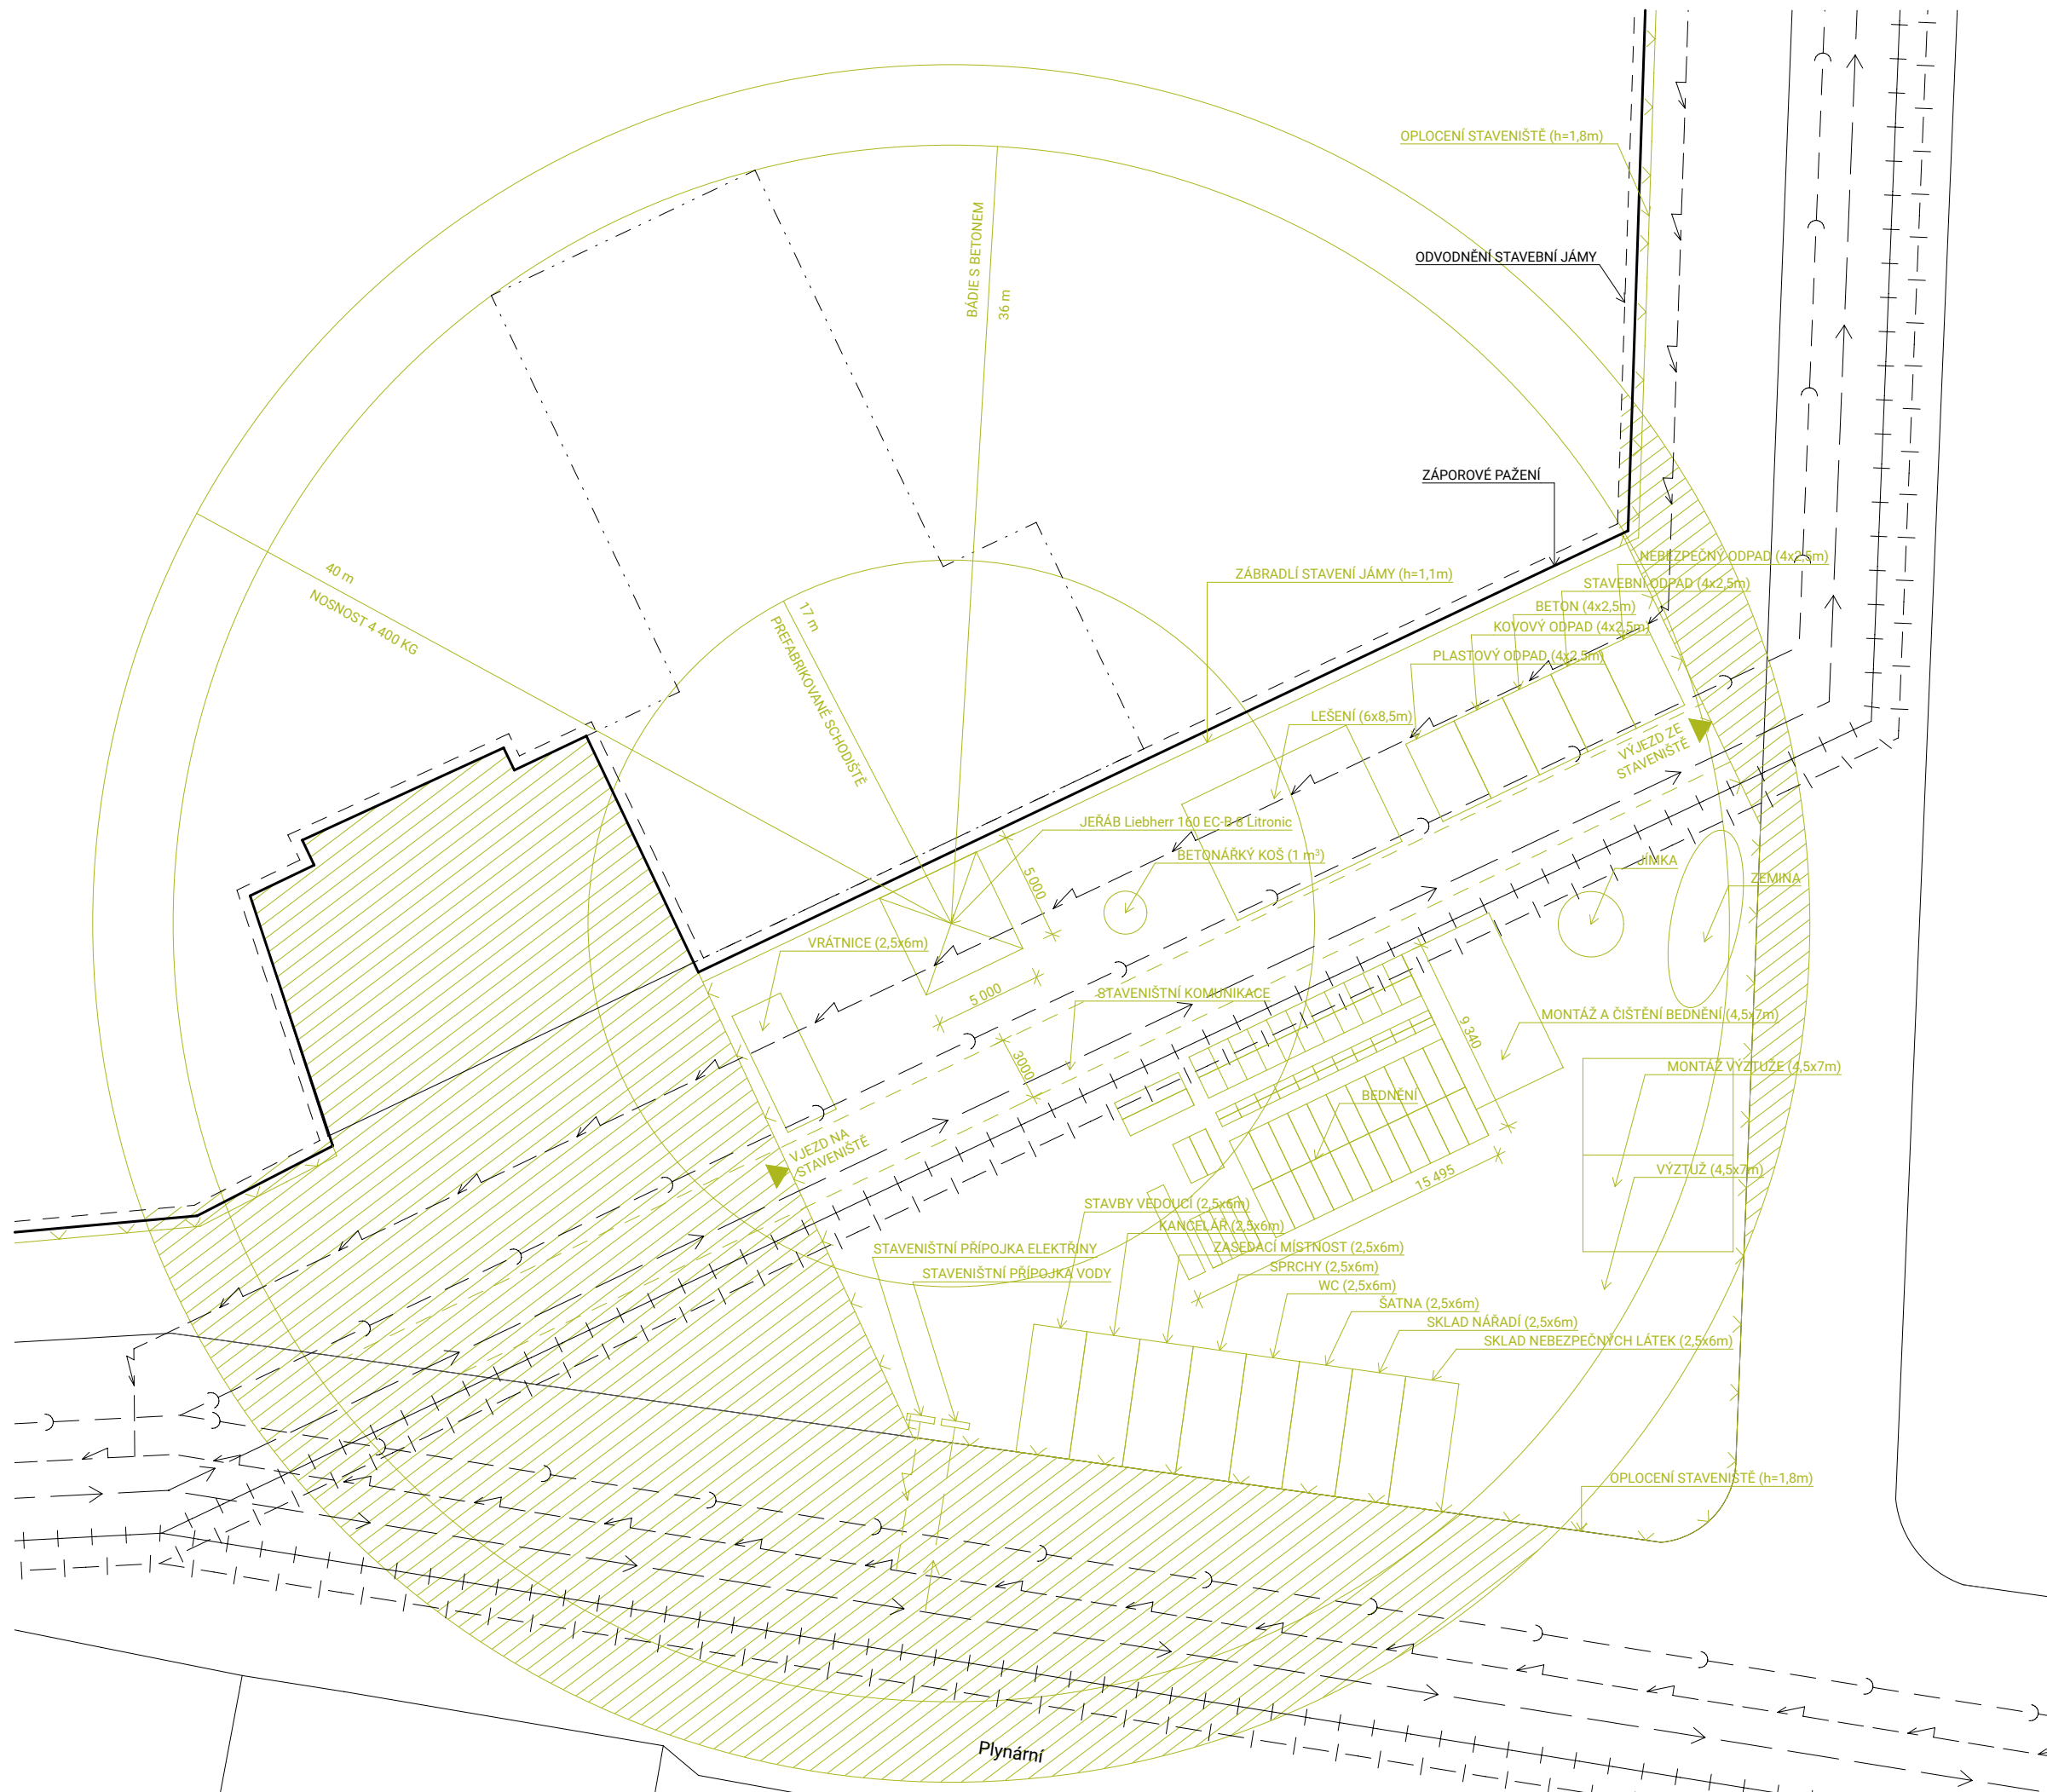 OPLOCENÍ STAVENIŠTĚ (h=1,8m)
BÁDIE S BETONEM
36 m
ODVODNĚNÍ STAVEBNÍ JÁMY
ZÁPOROVÉ PAŽENÍ
40 m
NOSNOST 4 400 KG
17 m
PREFABRIKOVANÉ SCHODIŠTĚ
ZÁBRADLÍ STAVENÍ JÁMY (h=1,1m)
NEBEZPEČNÝ ODPAD (4x2,5m)
STAVEBNÍ ODPAD (4x2,5m)
BETON (4x2,5m)
KOVOVÝ ODPAD (4x2,5m)
PLASTOVÝ ODPAD (4x2,5m)
LEŠENÍ (6x8,5m)
VÝJEZD ZE
STAVENIŠTĚ
JEŘÁB Liebherr 160 EC-B 8 Litronic
BETONÁŘKÝ KOŠ (1 m³)
5 000
JÍMKA
ZEMINA
VRÁTNICE (2,5x6m)
5 000
STAVENIŠTNÍ KOMUNIKACE
3000
9 340
MONTÁŽ A ČIŠTĚNÍ BEDNĚNÍ (4,5x7m)
MONTÁŽ VÝZTUŽE (4,5x7m)
BEDNĚNÍ
VJEZD NA
STAVENIŠTĚ
15 495
VÝZTUŽ (4,5x7m)
STAVBY VEDOUCÍ (2,5x6m)
KANCELÁŘ (2,5x6m)
STAVENIŠTNÍ PŘÍPOJKA ELEKTŘINY
ZASEDACÍ MÍSTNOST (2,5x6m)
SPRCHY (2,5x6m)
STAVENIŠTNÍ PŘÍPOJKA VODY
WC (2,5x6m)
ŠATNA (2,5x6m)
SKLAD NÁŘADÍ (2,5x6m)
SKLAD NEBEZPEČNÝCH LÁTEK (2,5x6m)
OPLOCENÍ STAVENIŠTĚ (h=1,8m)
Plynární